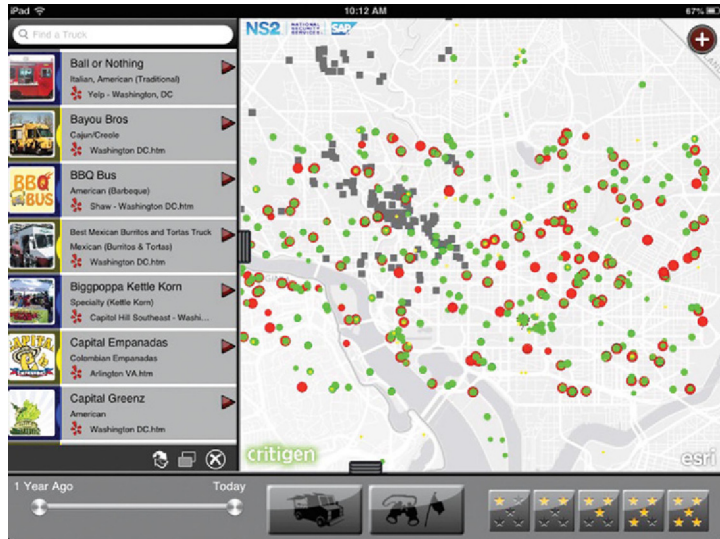 iPad
10:12 AM
67%
Find a Truck
NS2
NATIONAL
SECURITY
SERVICES
SAP
Ball or Nothing
Italian, American (Traditional)
Yelp - Washington, DC
Bayou Bros
Cajun/Creole
Washington DC.htm
BBQ
BUS
BBQ Bus
American (Barbeque)
Shaw - Washington DC.htm
Best Mexican Burritos and Tortas Truck
Mexican (Burritos & Tortas)
Washington DC.htm
Biggpoppa Kettle Korn
Specialty (Kettle Korn)
Capitol Hill Southeast - Washi...
CAPITAL
Capital Empanadas
Colombian Empanadas
Arlington VA.htm
Capital Greenz
American
Washington DC.htm
critigen
esri
1 Year Ago
Today